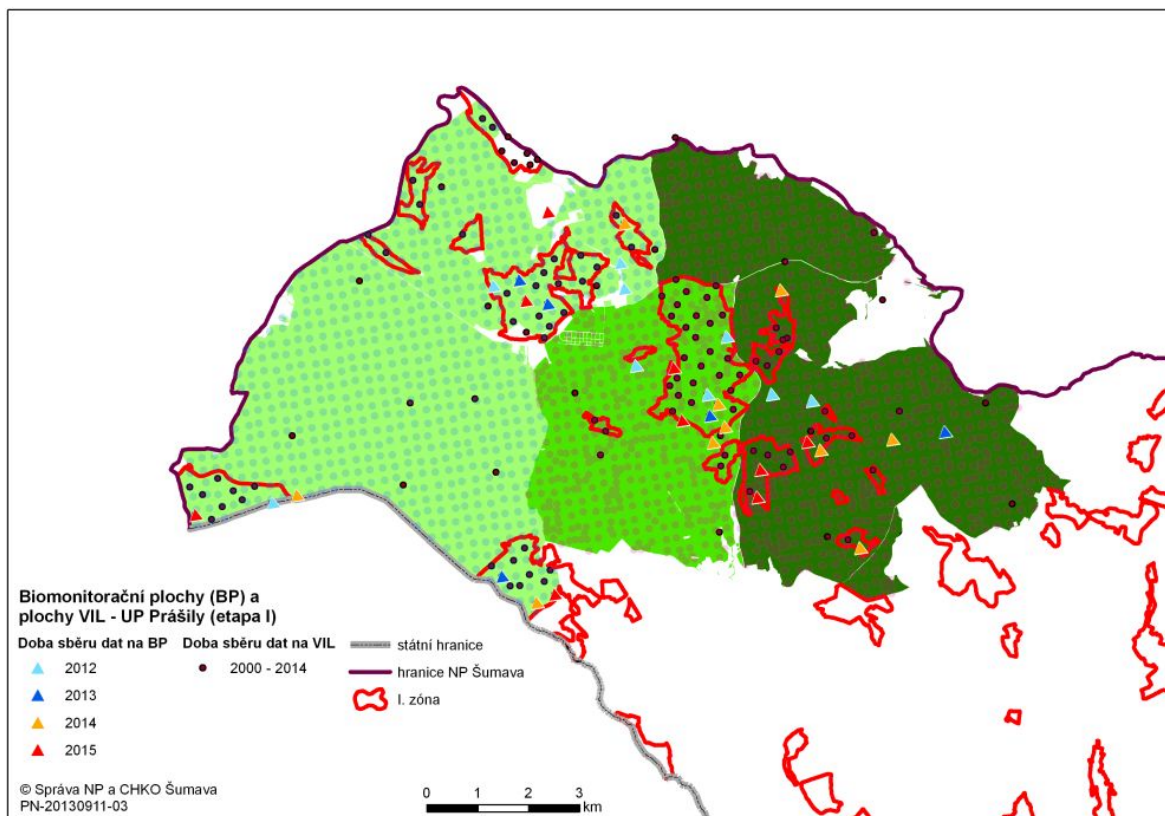 Biomonitorační plochy (BP) a
plochy VIL - UP Prášily (etapa I)
Doba sběru dat na BP
2012
2013
2014
2015
Doba sběru dat na VIL
2000 - 2014
státní hranice
hranice NP Šumava
I. zóna
© Správa NP a CHKO Šumava
PN-20130911-03
0 1 2 3
km